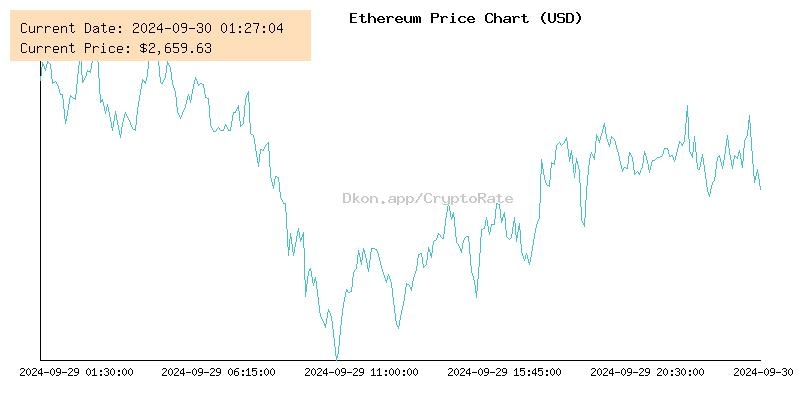 Ethereum Price Chart (USD)
Current Date: 2024-09-30 01:27:04
Current Price: $2,659.63
Dkon.app/CryptoRate
2024-09-29 01:30:00 2024-09-29 06:15:00 2024-09-29 11:00:00 2024-09-29 15:45:00 2024-09-29 20:30:00 2024-09-30